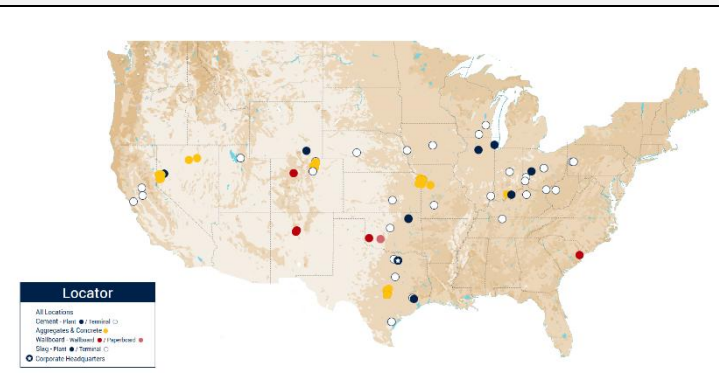 Locator
All Locations
Cement - Plant / Terminal
Aggregates & Concrete
Wallboard - Wallboard / Paperboard
Slag - Plant / Terminal
Corporate Headquarters